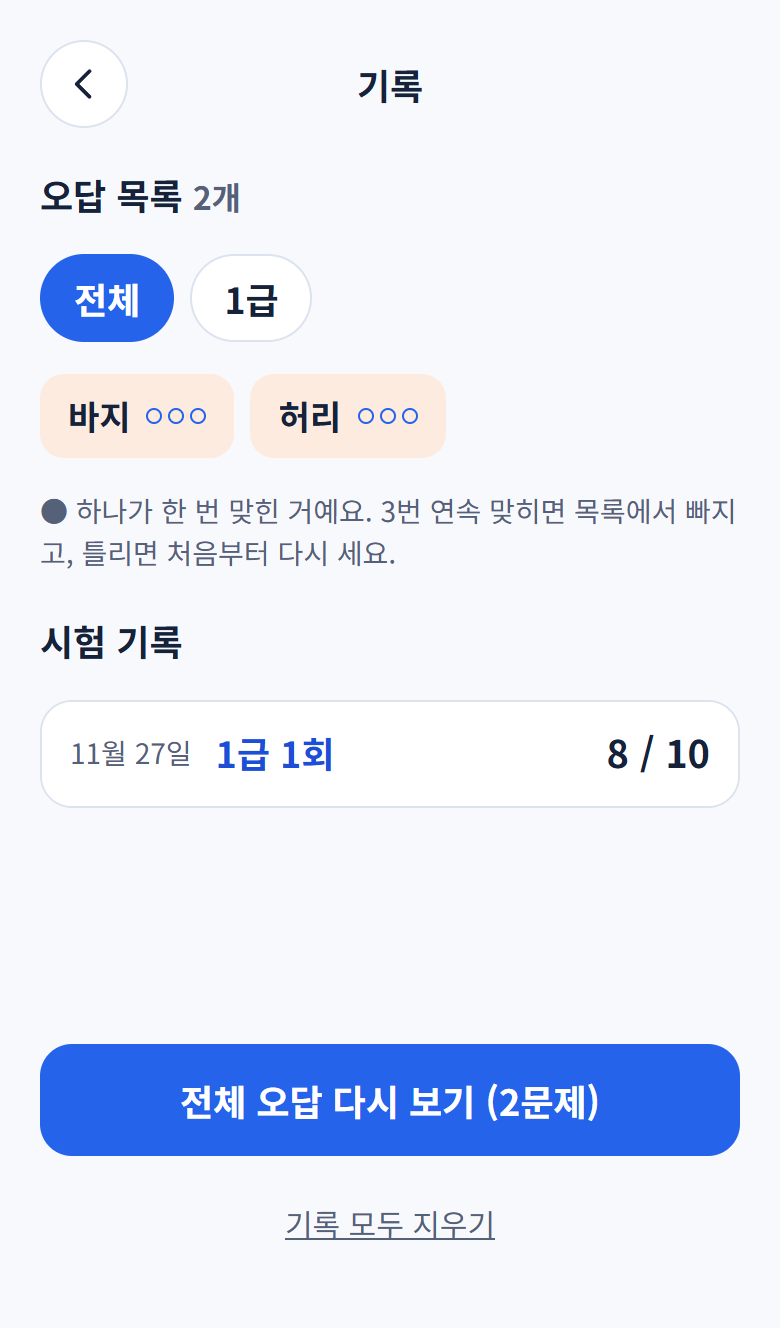 기록
오답 목록 2개
전체 1급
바지 ○○○ 허리 ○○○
● 하나가 한 번 맞힌 거예요. 3번 연속 맞히면 목록에서 빠지
고, 틀리면 처음부터 다시 세요.
시험 기록
11월 27일 1급 1회 8 / 10
전체 오답 다시 보기 (2문제)
기록 모두 지우기